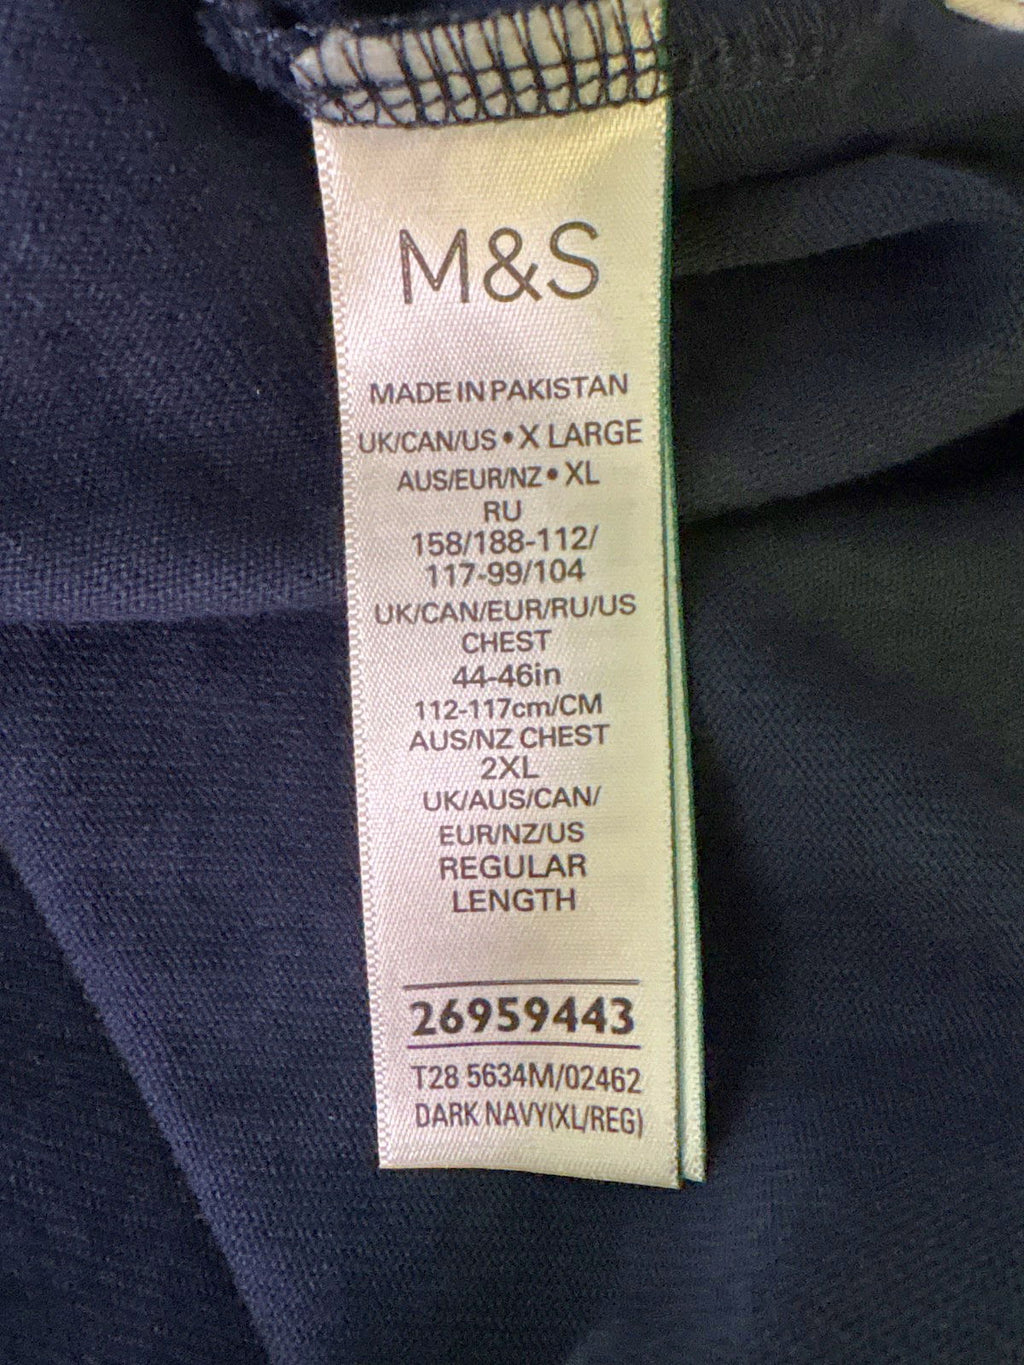 M&S
MADE IN PAKISTAN
UK/CAN/US • X LARGE
AUS/EUR/NZ • XL
RU
158/188-112/
117-99/104
UK/CAN/EUR/RU/US
CHEST
44-46in
112-117cm/CM
AUS/NZ CHEST
2XL
UK/AUS/CAN/
EUR/NZ/US
REGULAR
LENGTH
26959443
T28 5634M/02462
DARK NAVY(XL/REG)